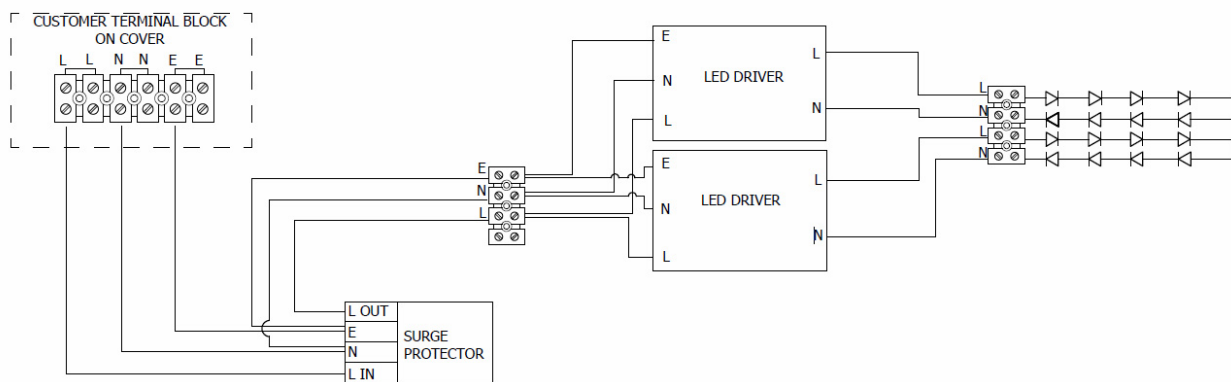 CUSTOMER TERMINAL BLOCK
ON COVER
L L N N E E
E
N
L
LED DRIVER
L
N
E
N
L
LED DRIVER
L
N
E
N
L
L
N
L
N
L OUT
E
N
L IN
SURGE
PROTECTOR